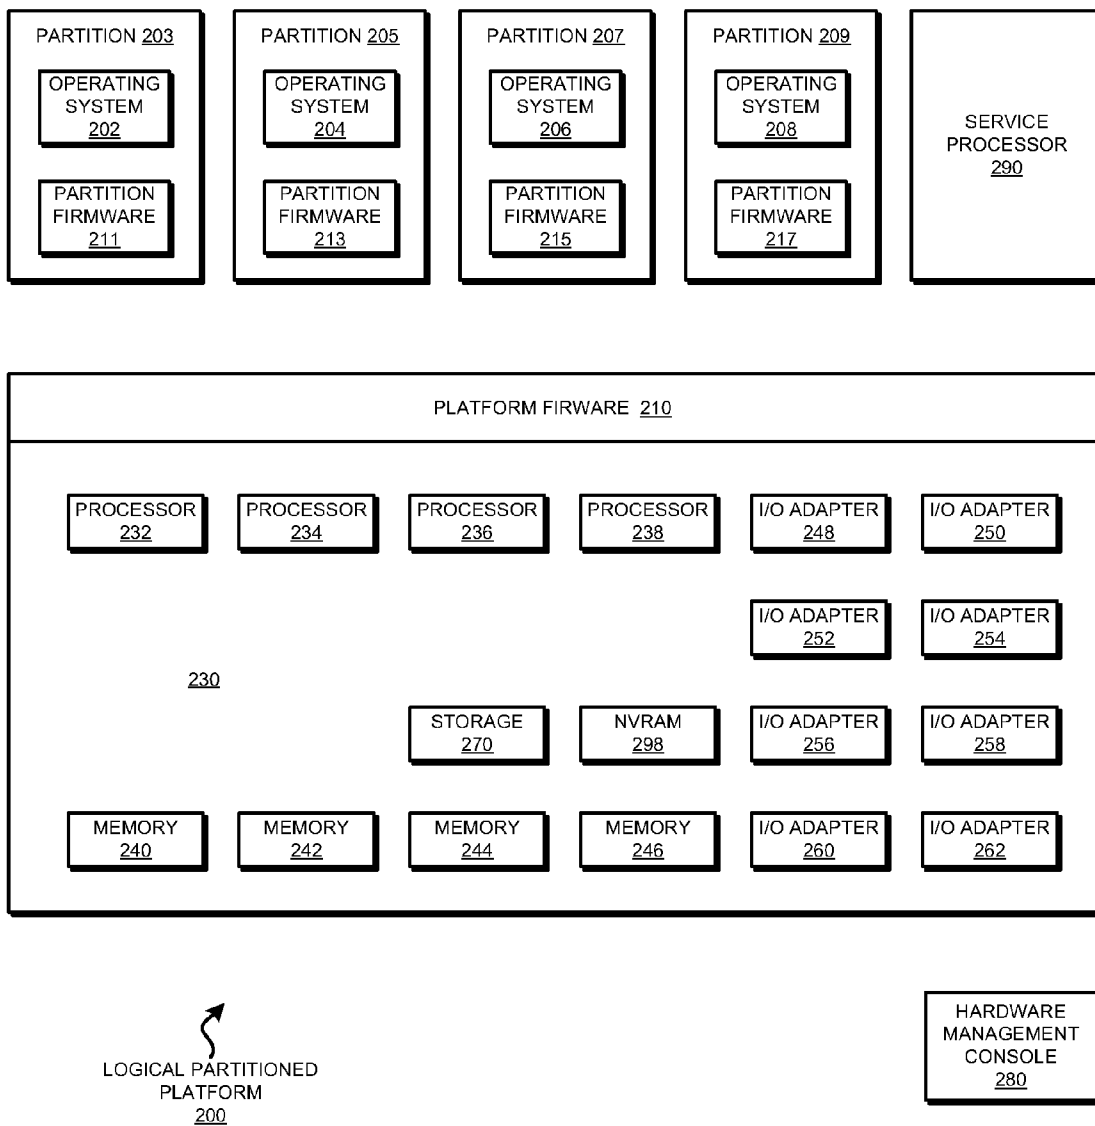 PARTITION 203
OPERATING
SYSTEM
202
PARTITION
FIRMWARE
211
PARTITION 205
OPERATING
SYSTEM
204
PARTITION
FIRMWARE
213
PARTITION 207
OPERATING
SYSTEM
206
PARTITION
FIRMWARE
215
PARTITION 209
OPERATING
SYSTEM
208
PARTITION
FIRMWARE
217
SERVICE
PROCESSOR
290
PLATFORM FIRWARE 210
PROCESSOR
232
PROCESSOR
234
PROCESSOR
236
PROCESSOR
238
I/O ADAPTER
248
I/O ADAPTER
250
I/O ADAPTER
252
I/O ADAPTER
254
230
STORAGE
270
NVRAM
298
I/O ADAPTER
256
I/O ADAPTER
258
MEMORY
240
MEMORY
242
MEMORY
244
MEMORY
246
I/O ADAPTER
260
I/O ADAPTER
262
LOGICAL PARTITIONED
PLATFORM
200
HARDWARE
MANAGEMENT
CONSOLE
280